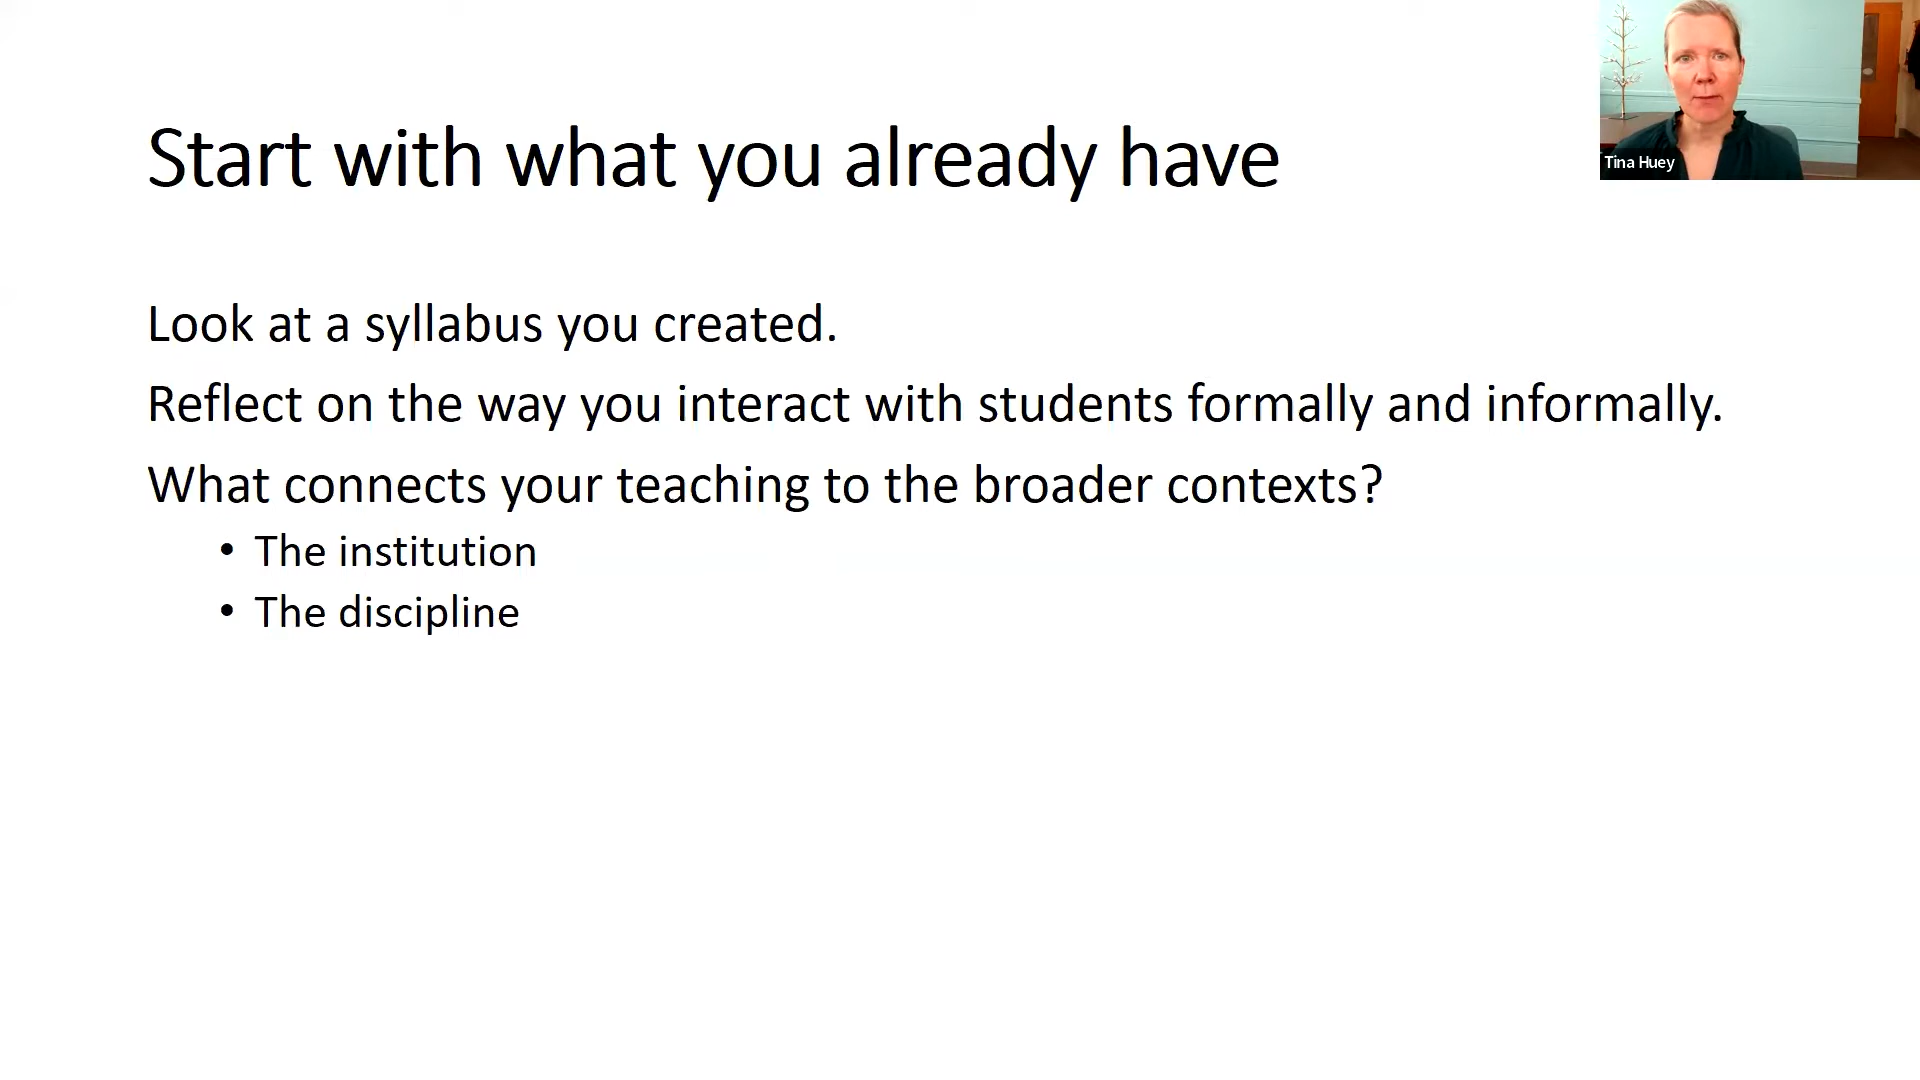 Start with what you already have
Tina Huey
Look at a syllabus you created.
Reflect on the way you interact with students formally and informally.
What connects your teaching to the broader contexts?
• The institution
• The discipline